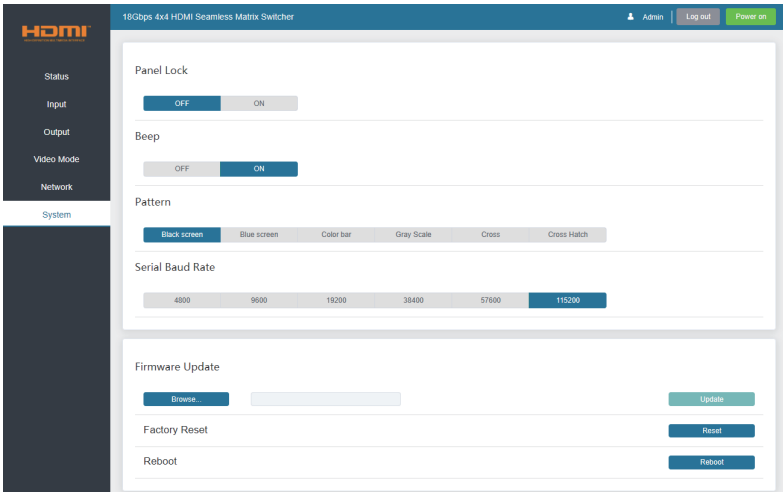 18Gbps 4x4 HDMI Seamless Matrix Switcher
Admin
Log out
Power on
HDMI
Status
Input
Output
Video Mode
Network
System
Panel Lock
OFF ON
Beep
OFF ON
Pattern
Black screen Blue screen Color bar Gray Scale Cross Cross Hatch
Serial Baud Rate
4800 9600 19200 38400 57600 115200
Firmware Update
Browse... Update
Factory Reset Reset
Reboot Reboot